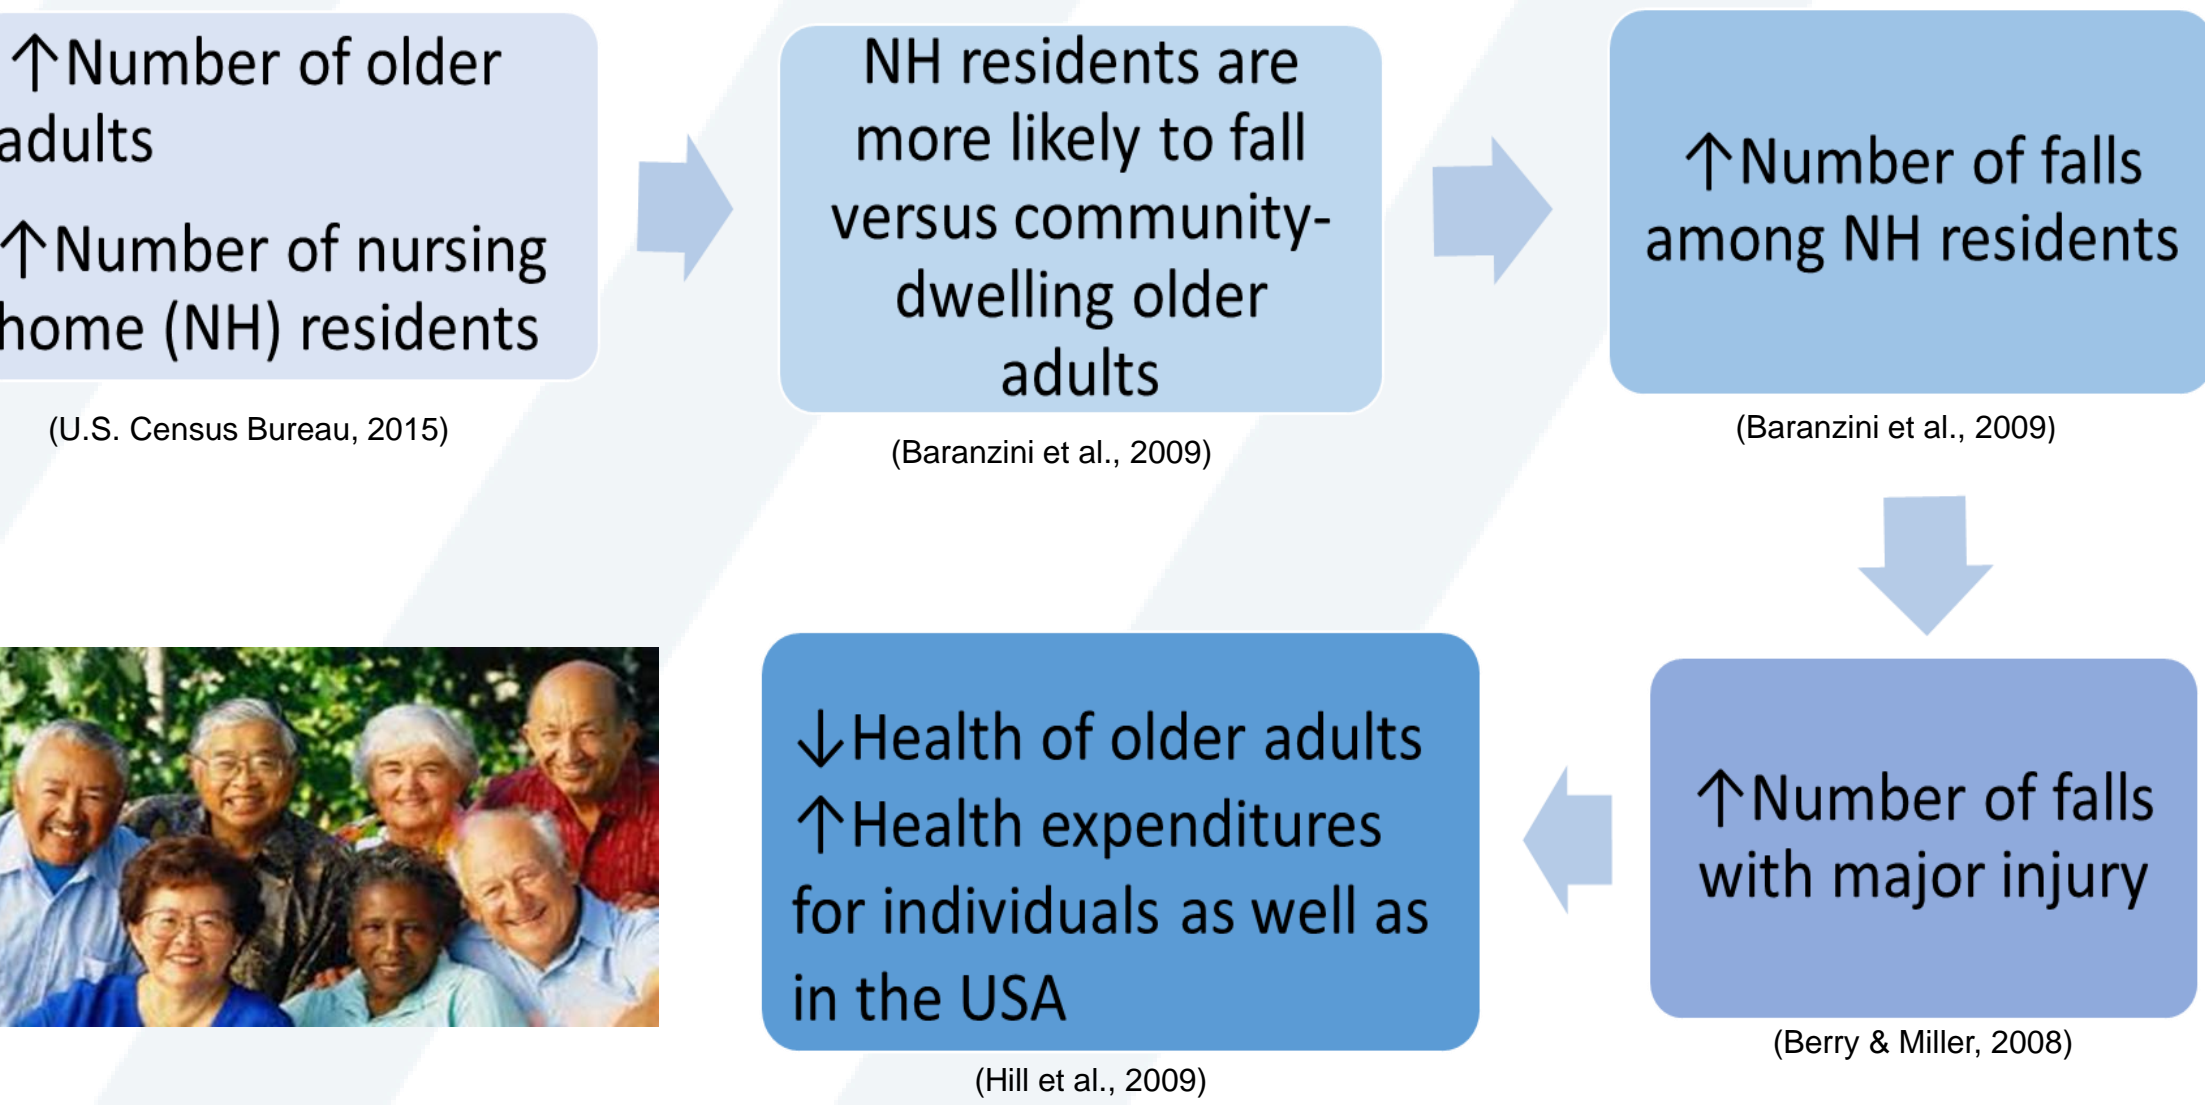 ↑Number of older
adults
↑Number of nursing
home (NH) residents
(U.S. Census Bureau, 2015)
NH residents are
more likely to fall
versus community-
dwelling older
adults
(Baranzini et al., 2009)
↑Number of falls
among NH residents
(Baranzini et al., 2009)
↑Number of falls
with major injury
(Berry & Miller, 2008)
↓Health of older adults
↑Health expenditures
for individuals as well as
in the USA
(Hill et al., 2009)